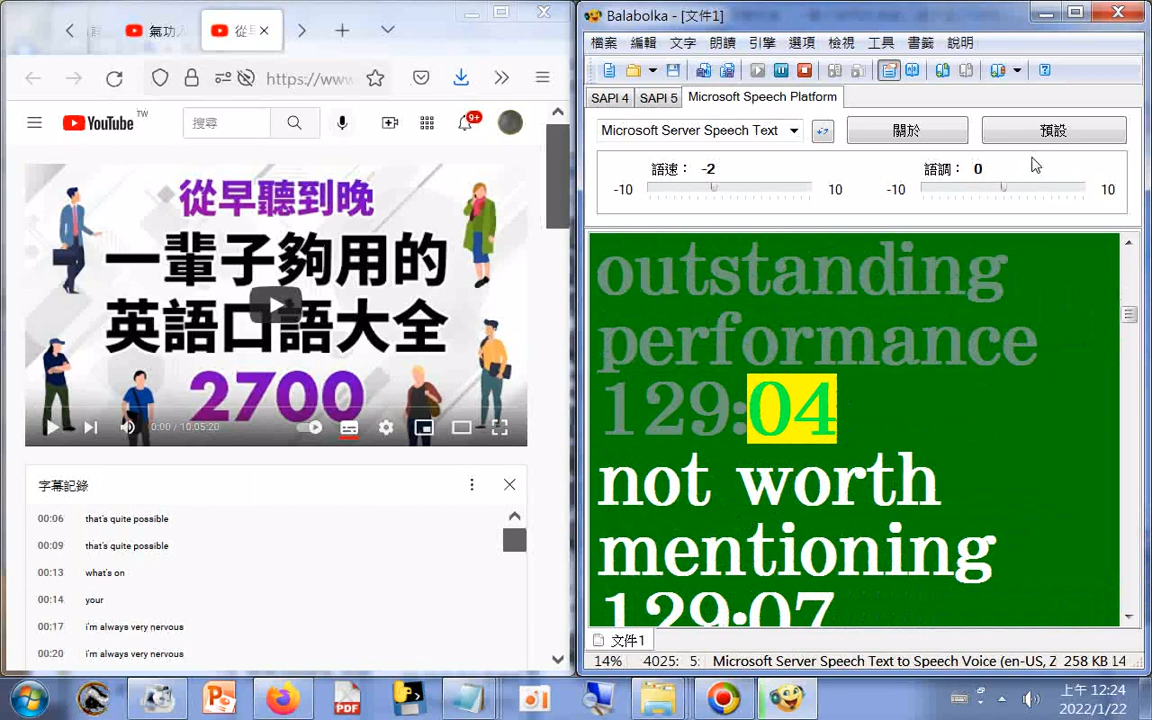 氣功入
從
https://www
YouTube TW
搜尋
9+
從早聽到晚
一輩子夠用的
英語口語大全
2700
0:00 / 10:05:20
字幕記錄
00:06 that's quite possible
00:09 that's quite possible
00:13 what's on
00:14 your
00:17 i'm always very nervous
00:20 i'm always very nervous
Balabolka - [文件1]
檔案 編輯 文字 朗讀 引擎 選項 檢視 工具 書籤 說明
SAPI 4 SAPI 5 Microsoft Speech Platform
Microsoft Server Speech Text 關於 預設
語速： -2 語調： 0
-10 10 -10 10
outstanding
performance
129:04
not worth
mentioning
129:07
文件1
14% 4025: 5: Microsoft Server Speech Text to Speech Voice (en-US, Z 258 KB 14
PDF
上午 12:24
2022/1/22